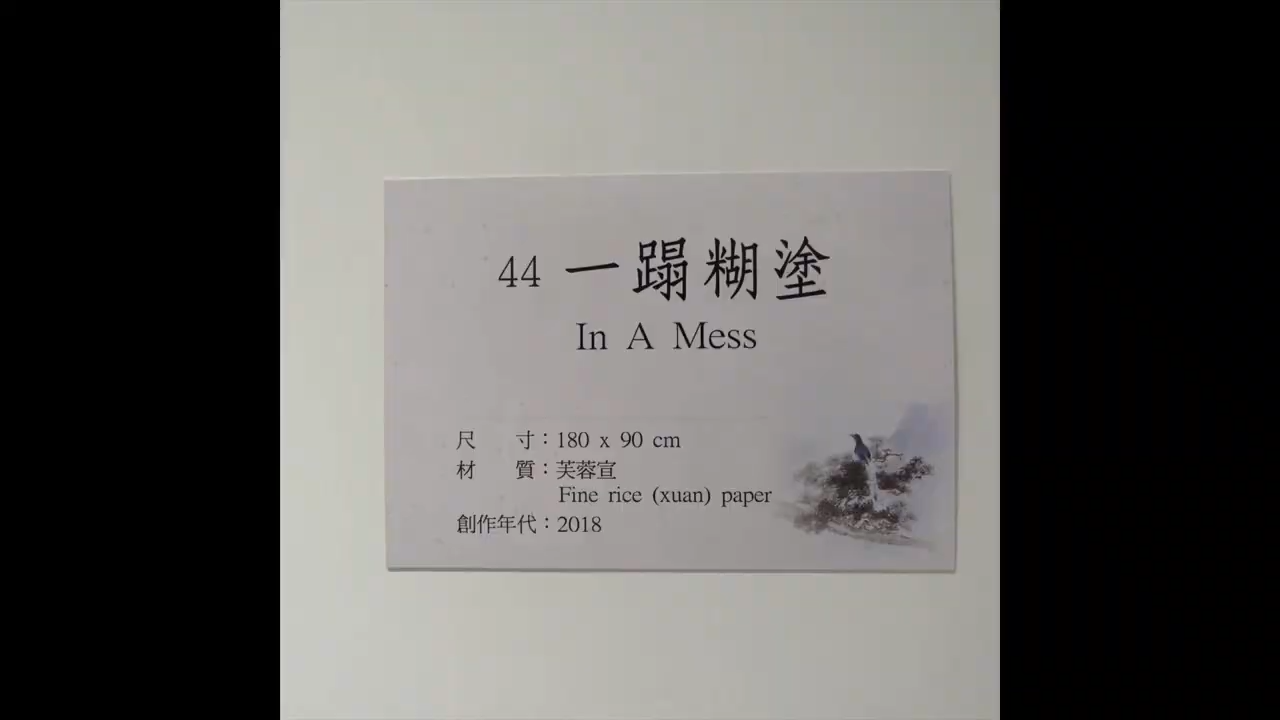 44 一蹋糊塗
In A Mess
尺 寸：180 x 90 cm
材 質：芙蓉宣
Fine rice (xuan) paper
創作年代：2018